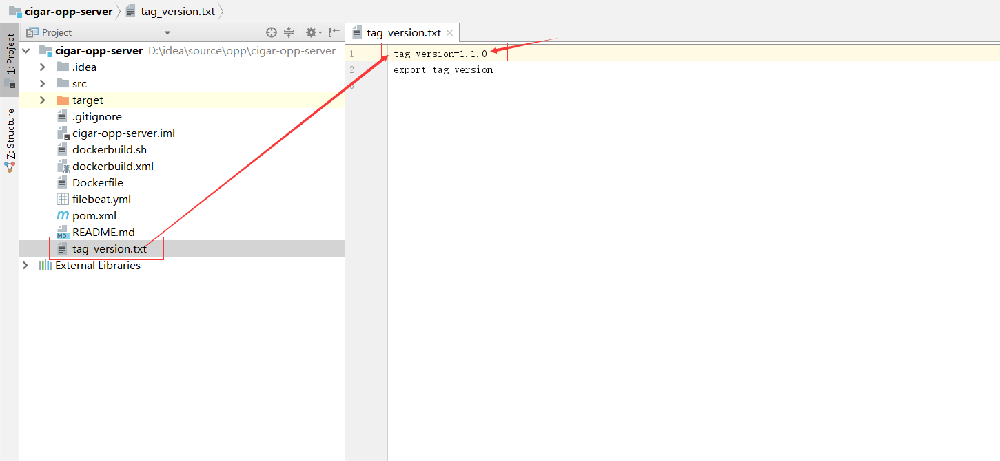 cigar-opp-server tag_version.txt
1: Project
Project
tag_version.txt
cigar-opp-server D:\idea\source\opp\cigar-opp-server
.idea
src
target
.gitignore
cigar-opp-server.iml
dockerbuild.sh
dockerbuild.xml
Dockerfile
filebeat.yml
pom.xml
MD README.md
tag_version.txt
External Libraries
Z: Structure
1 tag_version=1.1.0
2 export tag_version
3